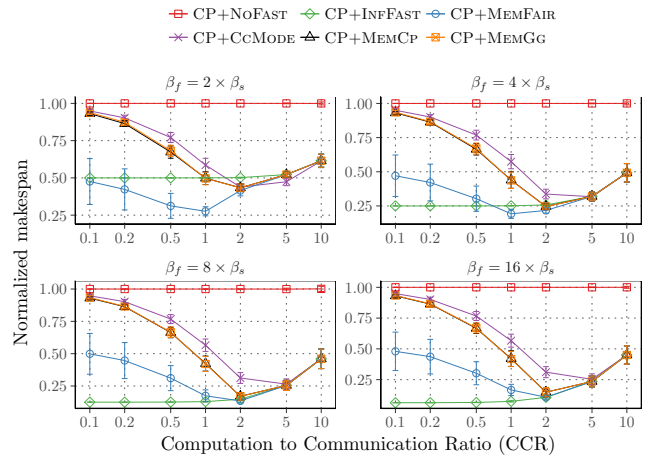 CP+NoFast CP+InfFast CP+MemFair
CP+CcMode CP+MemCp CP+MemGg
β_f = 2 × β_s β_f = 4 × β_s
1.00 1.00
0.75 0.75
0.50 0.50
0.25 0.25
0.1 0.2 0.5 1 2 5 10 0.1 0.2 0.5 1 2 5 10
β_f = 8 × β_s β_f = 16 × β_s
1.00 1.00
0.75 0.75
0.50 0.50
0.25 0.25
0.1 0.2 0.5 1 2 5 10 0.1 0.2 0.5 1 2 5 10
Normalized makespan
Computation to Communication Ratio (CCR)